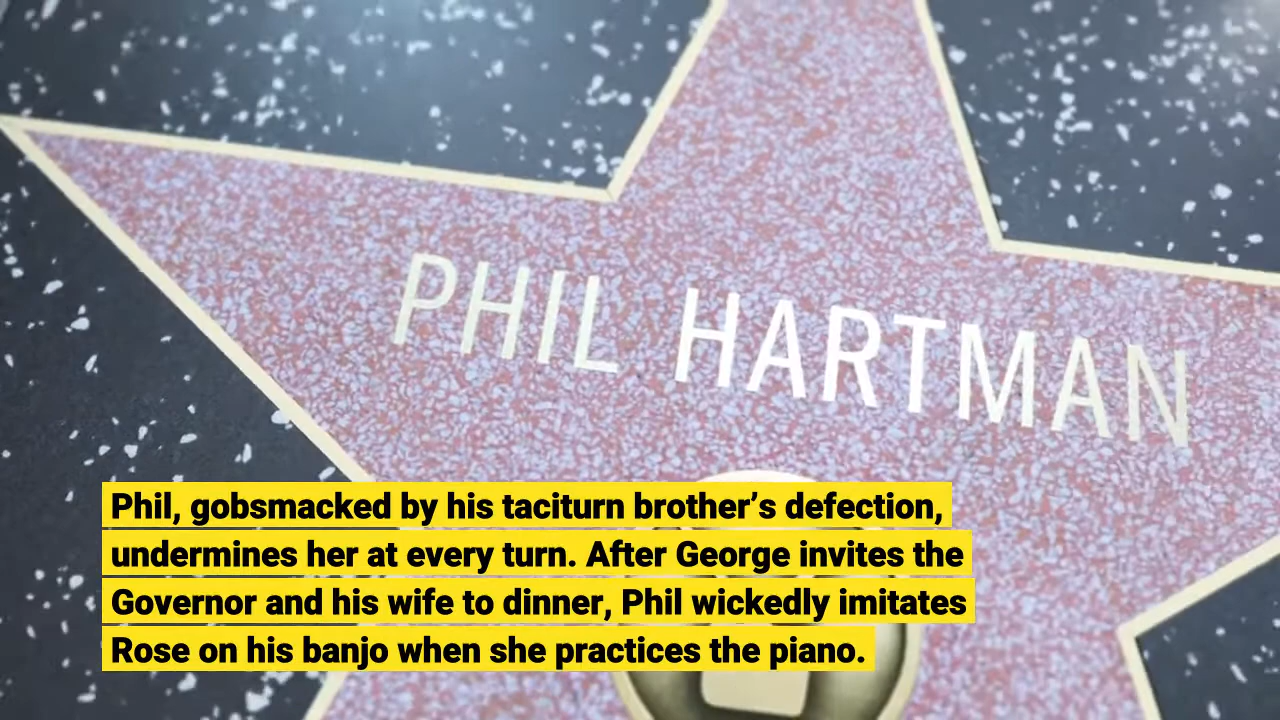 PHIL HARTMAN
Phil, gobsmacked by his taciturn brother’s defection,
undermines her at every turn. After George invites the
Governor and his wife to dinner, Phil wickedly imitates
Rose on his banjo when she practices the piano.